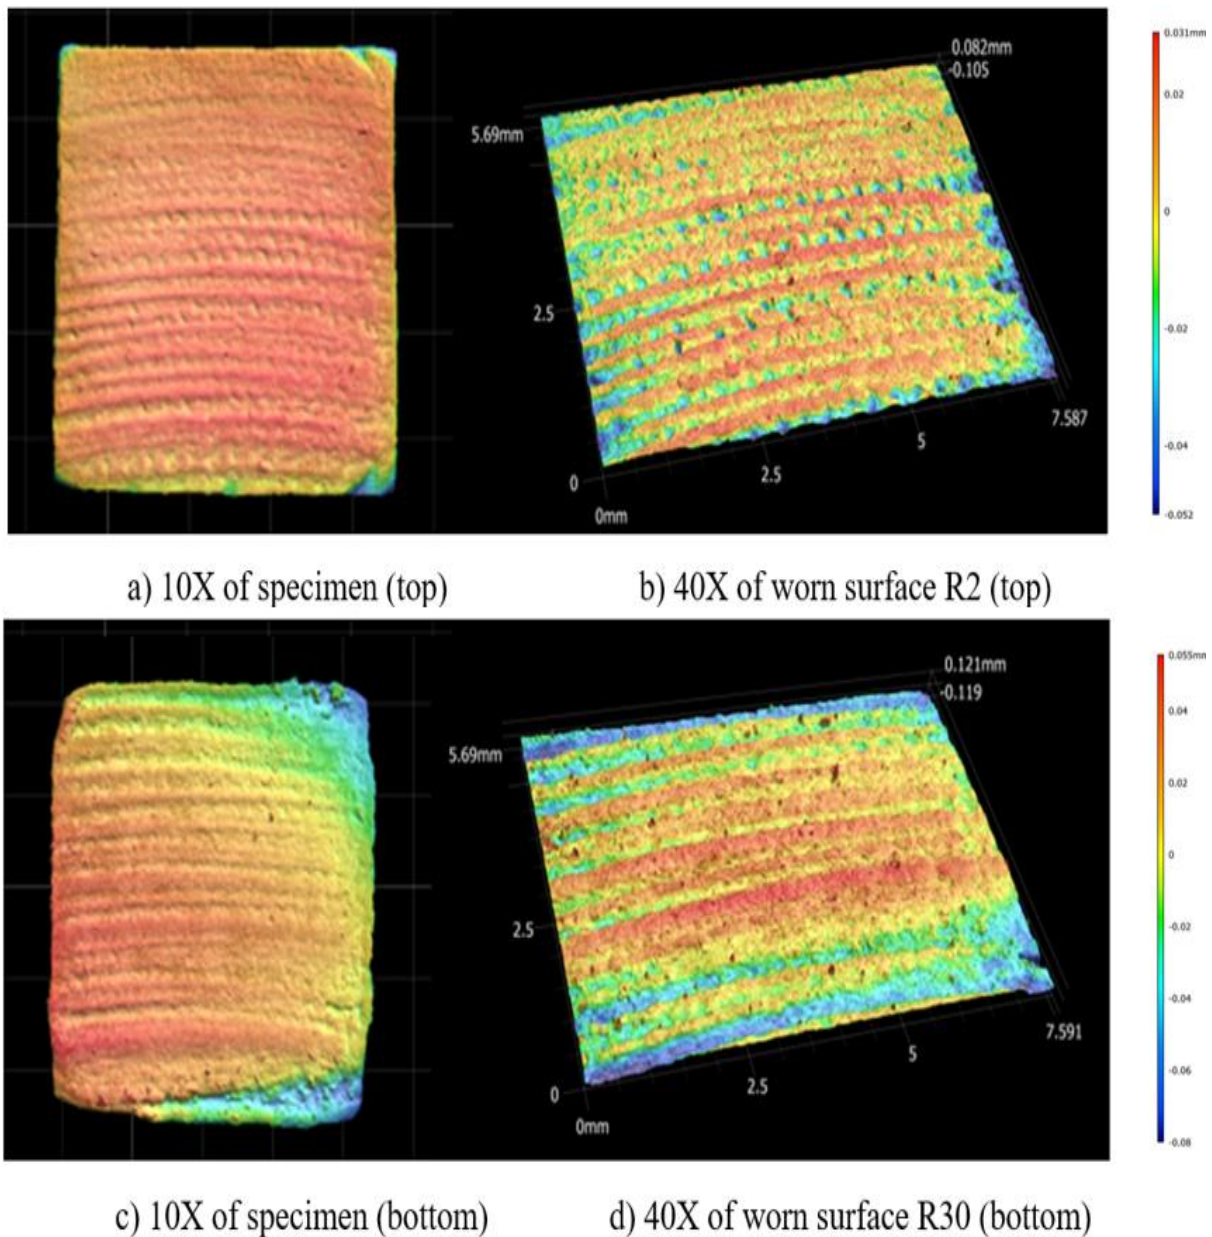 0.031mm
0.02
0
-0.02
-0.04
-0.052
0.082mm
-0.105
5.69mm
2.5
0
0mm
2.5
5
7.587
a) 10X of specimen (top)
b) 40X of worn surface R2 (top)
0.055mm
0.04
0.02
0
-0.02
-0.04
-0.06
-0.08
0.121mm
-0.119
5.69mm
2.5
0
0mm
2.5
5
7.591
c) 10X of specimen (bottom)
d) 40X of worn surface R30 (bottom)